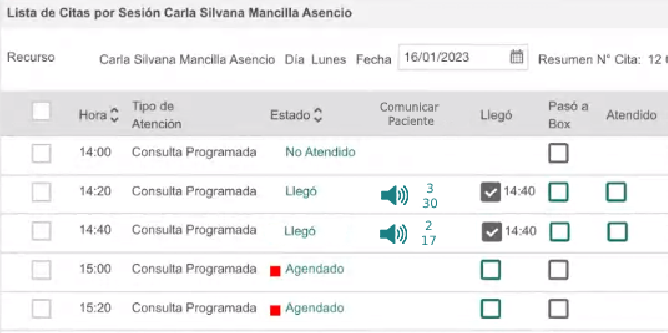 Lista de Citas por Sesión Carla Silvana Mancilla Asencio
Recurso Carla Silvana Mancilla Asencio Día Lunes Fecha 16/01/2023 Resumen N° Cita: 12
Hora Tipo de Atención Estado Comunicar Paciente Llegó Pasó a Box Atendido
14:00 Consulta Programada No Atendido
14:20 Consulta Programada Llegó 3 30 14:40
14:40 Consulta Programada Llegó 2 17 14:40
15:00 Consulta Programada Agendado
15:20 Consulta Programada Agendado